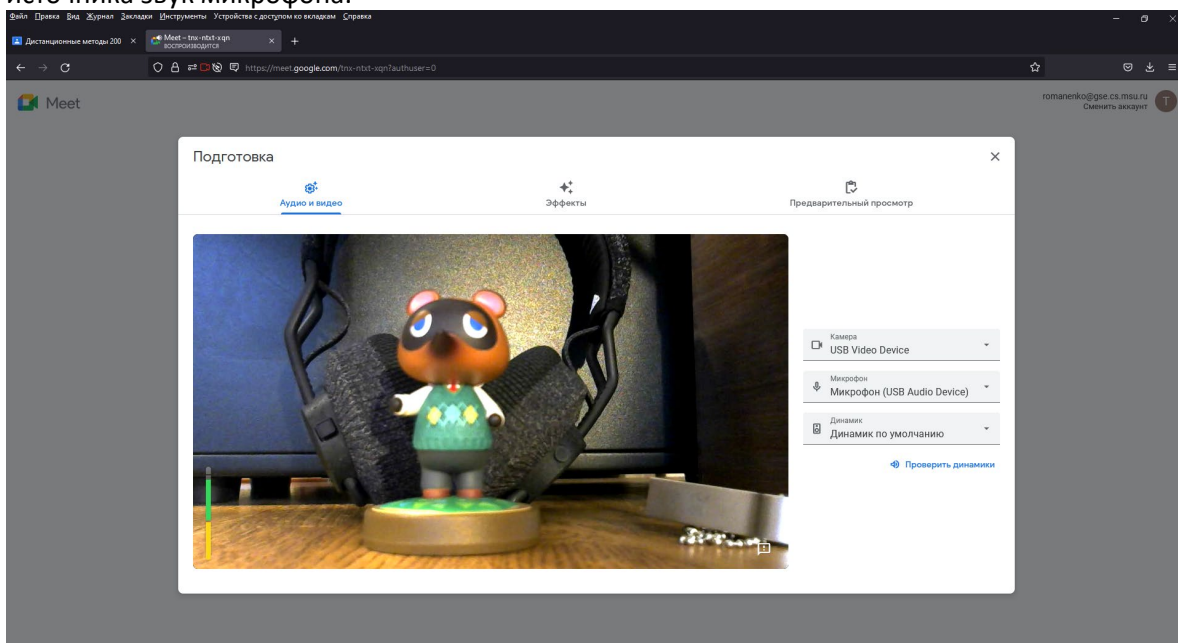 источника звук микрофона.
Файл Правка Вид Журнал Закладки Инструменты Устройства с доступом ко вкладкам Справка
Дистанционные методы 200
Meet – tnx-ntxt-xqn
ВОСПРОИЗВОДИТСЯ
https://meet.google.com/tnx-ntxt-xqn?authuser=0
Meet
romanenko@gse.cs.msu.ru
Сменить аккаунт
T
Подготовка
Аудио и видео
Эффекты
Предварительный просмотр
Камера
USB Video Device
Микрофон
Микрофон (USB Audio Device)
Динамик
Динамик по умолчанию
Проверить динамики